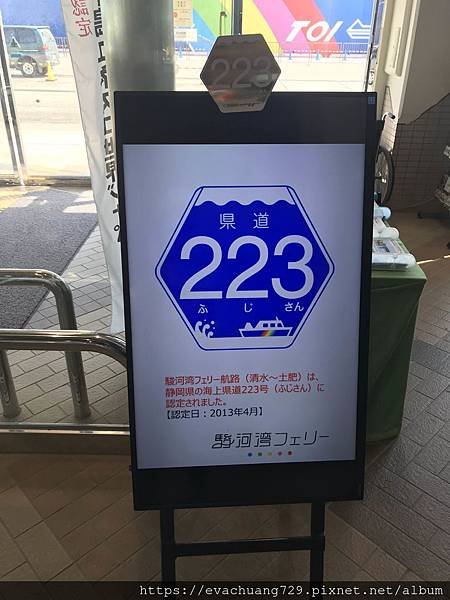 認定
TOI
223
県道
223
ふじさん
駿河湾フェリー航路（清水～土肥）は、
静岡県の海上県道223号（ふじさん）に
認定されました。
【認定日：2013年4月】
駿河湾フェリー
https://evachuang729.pixnet.net/album